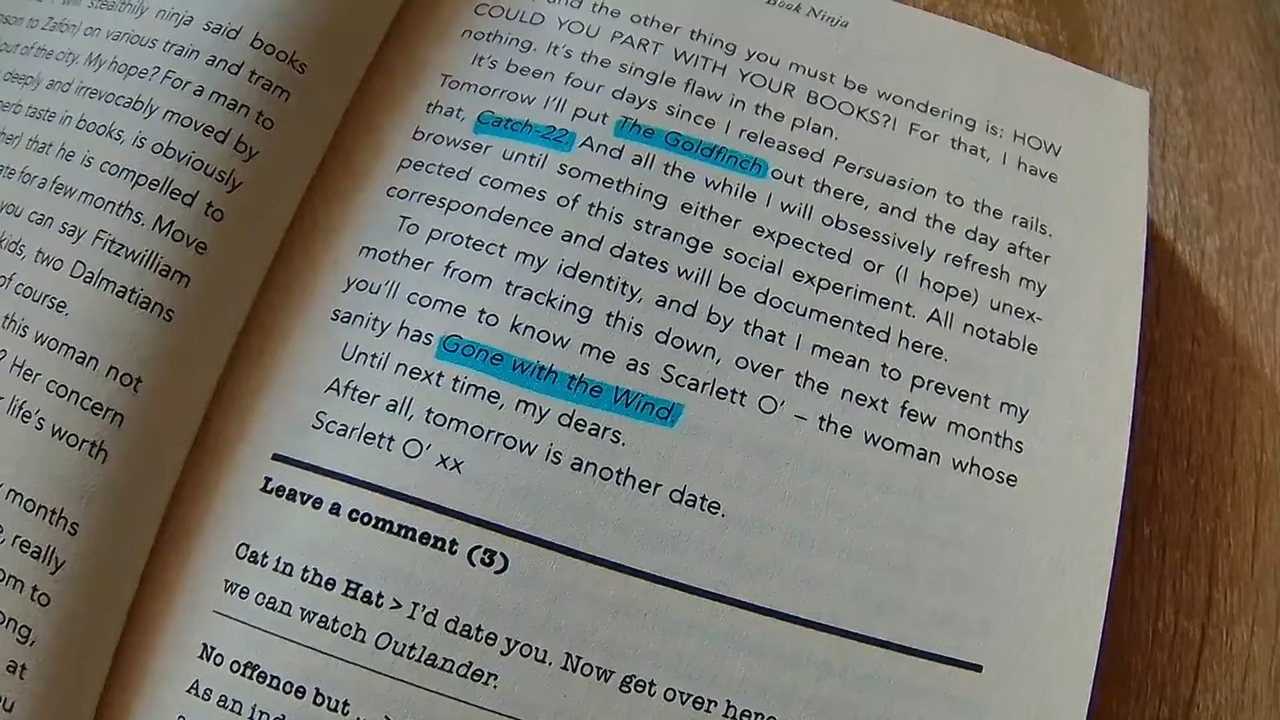 stealthily ninja said books
to Zafon) on various train and tram
out of the city. My hope? For a man to
deeply and irrevocably moved by
taste in books, is obviously
that he is compelled to
for a few months. Move
you can say Fitzwilliam
kids, two Dalmatians
of course.
this woman not
? Her concern
life's worth
months
really
to
at
Book Ninja
and the other thing you must be wondering is: HOW
COULD YOU PART WITH YOUR BOOKS?! For that, I have
nothing. It's the single flaw in the plan.
It's been four days since I released Persuasion to the rails.
Tomorrow I'll put The Goldfinch out there, and the day after
that, Catch-22. And all the while I will obsessively refresh my
browser until something either expected or (I hope) unex-
pected comes of this strange social experiment. All notable
correspondence and dates will be documented here.
To protect my identity, and by that I mean to prevent my
mother from tracking this down, over the next few months
you'll come to know me as Scarlett O' – the woman whose
sanity has Gone with the Wind.
Until next time, my dears.
After all, tomorrow is another date.
Scarlett O' xx
Leave a comment (3)
Cat in the Hat > I'd date you. Now get over here
we can watch Outlander.
No offence but ...
As an